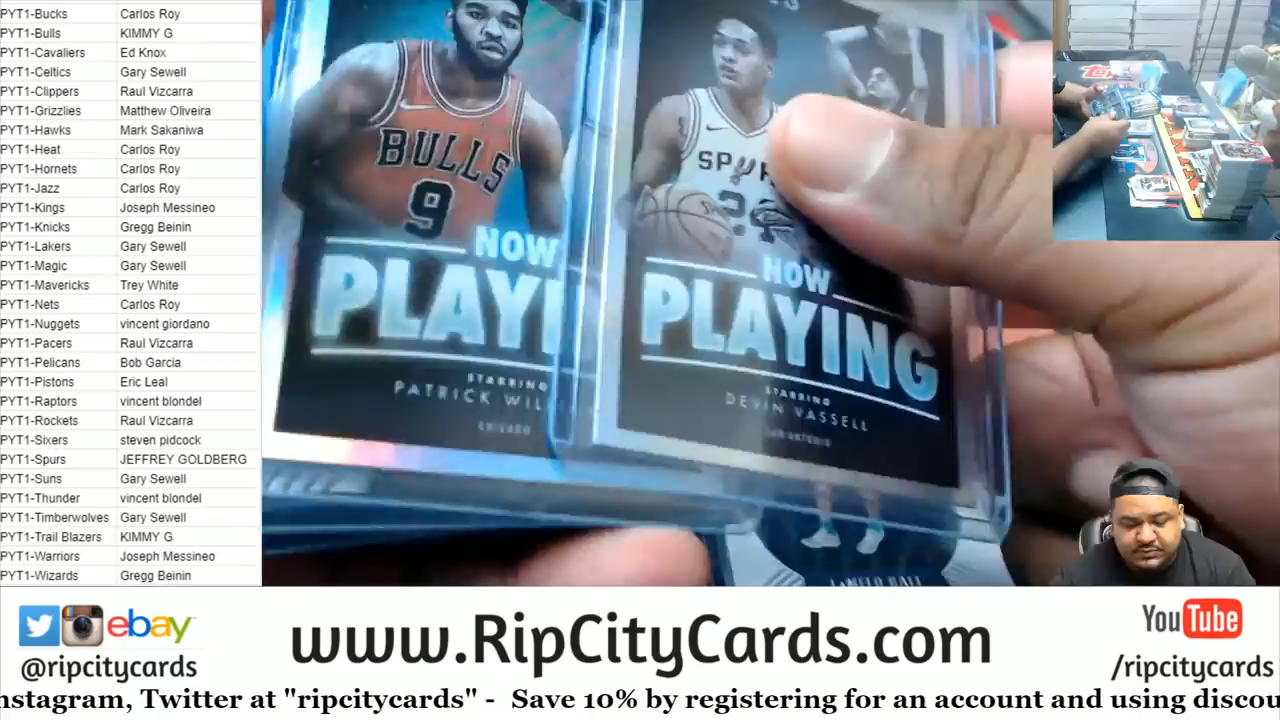 PYT1-Bucks Carlos Roy
PYT1-Bulls KIMMY G
PYT1-Cavaliers Ed Knox
PYT1-Celtics Gary Sewell
PYT1-Clippers Raul Vizcarra
PYT1-Grizzlies Matthew Oliveira
PYT1-Hawks Mark Sakaniwa
PYT1-Heat Carlos Roy
PYT1-Hornets Carlos Roy
PYT1-Jazz Carlos Roy
PYT1-Kings Joseph Messineo
PYT1-Knicks Gregg Beinin
PYT1-Lakers Gary Sewell
PYT1-Magic Gary Sewell
PYT1-Mavericks Trey White
PYT1-Nets Carlos Roy
PYT1-Nuggets vincent giordano
PYT1-Pacers Raul Vizcarra
PYT1-Pelicans Bob Garcia
PYT1-Pistons Eric Leal
PYT1-Raptors vincent blondel
PYT1-Rockets Raul Vizcarra
PYT1-Sixers steven pidcock
PYT1-Spurs JEFFREY GOLDBERG
PYT1-Suns Gary Sewell
PYT1-Thunder vincent blondel
PYT1-Timberwolves Gary Sewell
PYT1-Trail Blazers KIMMY G
PYT1-Warriors Joseph Messineo
PYT1-Wizards Gregg Beinin
BULLS
9
NOW
PLAYI
STARRING
PATRICK WIL
CHICAGO
SPUR
NOW
PLAYING
STARRING
DEVIN VASSELL
SAN ANTONIO
LAMELO BALL
ebay
@ripcitycards
www.RipCityCards.com
YouTube
/ripcitycards
nstagram, Twitter at "ripcitycards" - Save 10% by registering for an account and using discou